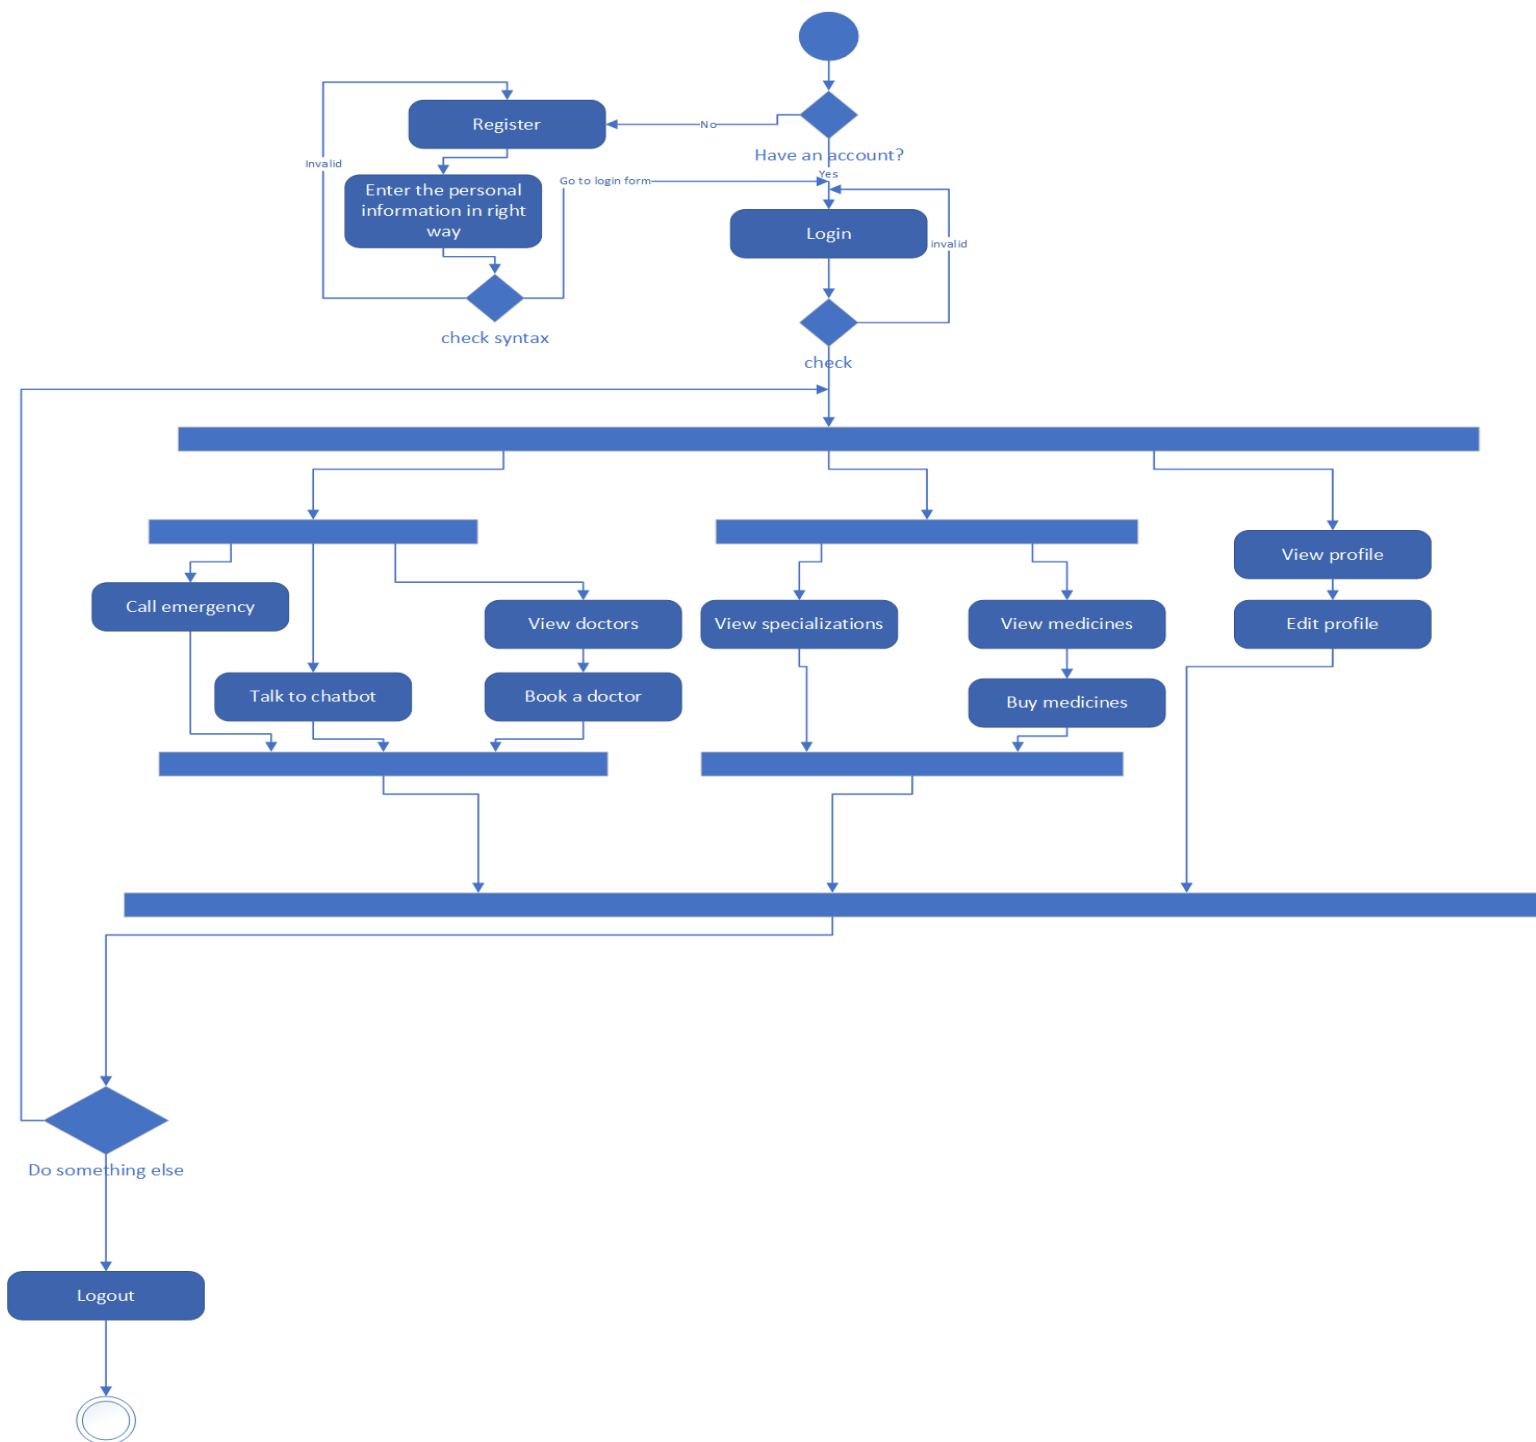 Register
No
Have an account?
Invalid
Yes
Go to login form
Enter the personal
information in right
way
Login
invalid
check syntax
check
Call emergency
View doctors
View specializations
View medicines
View profile
Edit profile
Talk to chatbot
Book a doctor
Buy medicines
Do something else
Logout